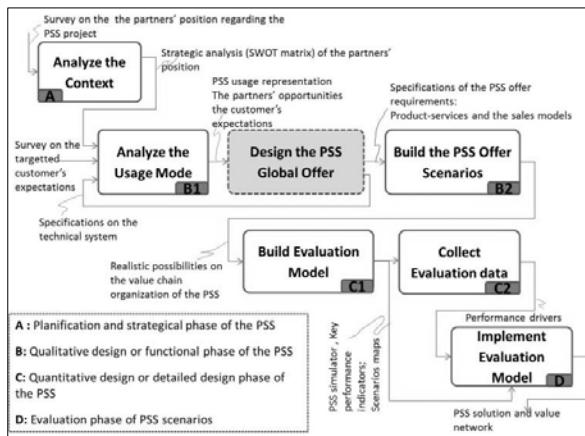 Survey on the the partners' position regarding
the PSS project
Analyze the
Context
A
Strategic analysis (SWOT matrix) of the partners'
position
PSS usage representation
The partners' opportunities
the customer's
expectations
Specifications of the PSS offer
requirements:
Product-services and the sales models
Survey on the
targetted
customer's
expectations
Analyze the
Usage Mode
B1
Design the PSS
Global Offer
Build the PSS Offer
Scenarios
B2
Specifications on the
technical system
Realistic possibilities on
the value chain
organization of the PSS
Build Evaluation
Model
C1
Collect
Evaluation data
C2
PSS simulator , Key
performance
indicators;
Scenarios maps
Performance drivers
Implement
Evaluation
Model
D
PSS solution and value
network
A : Planification and strategical phase of the PSS
B: Qualitative design or functional phase of the PSS
C: Quantitative design or detailed design phase of
the PSS
D: Evaluation phase of PSS scenarios